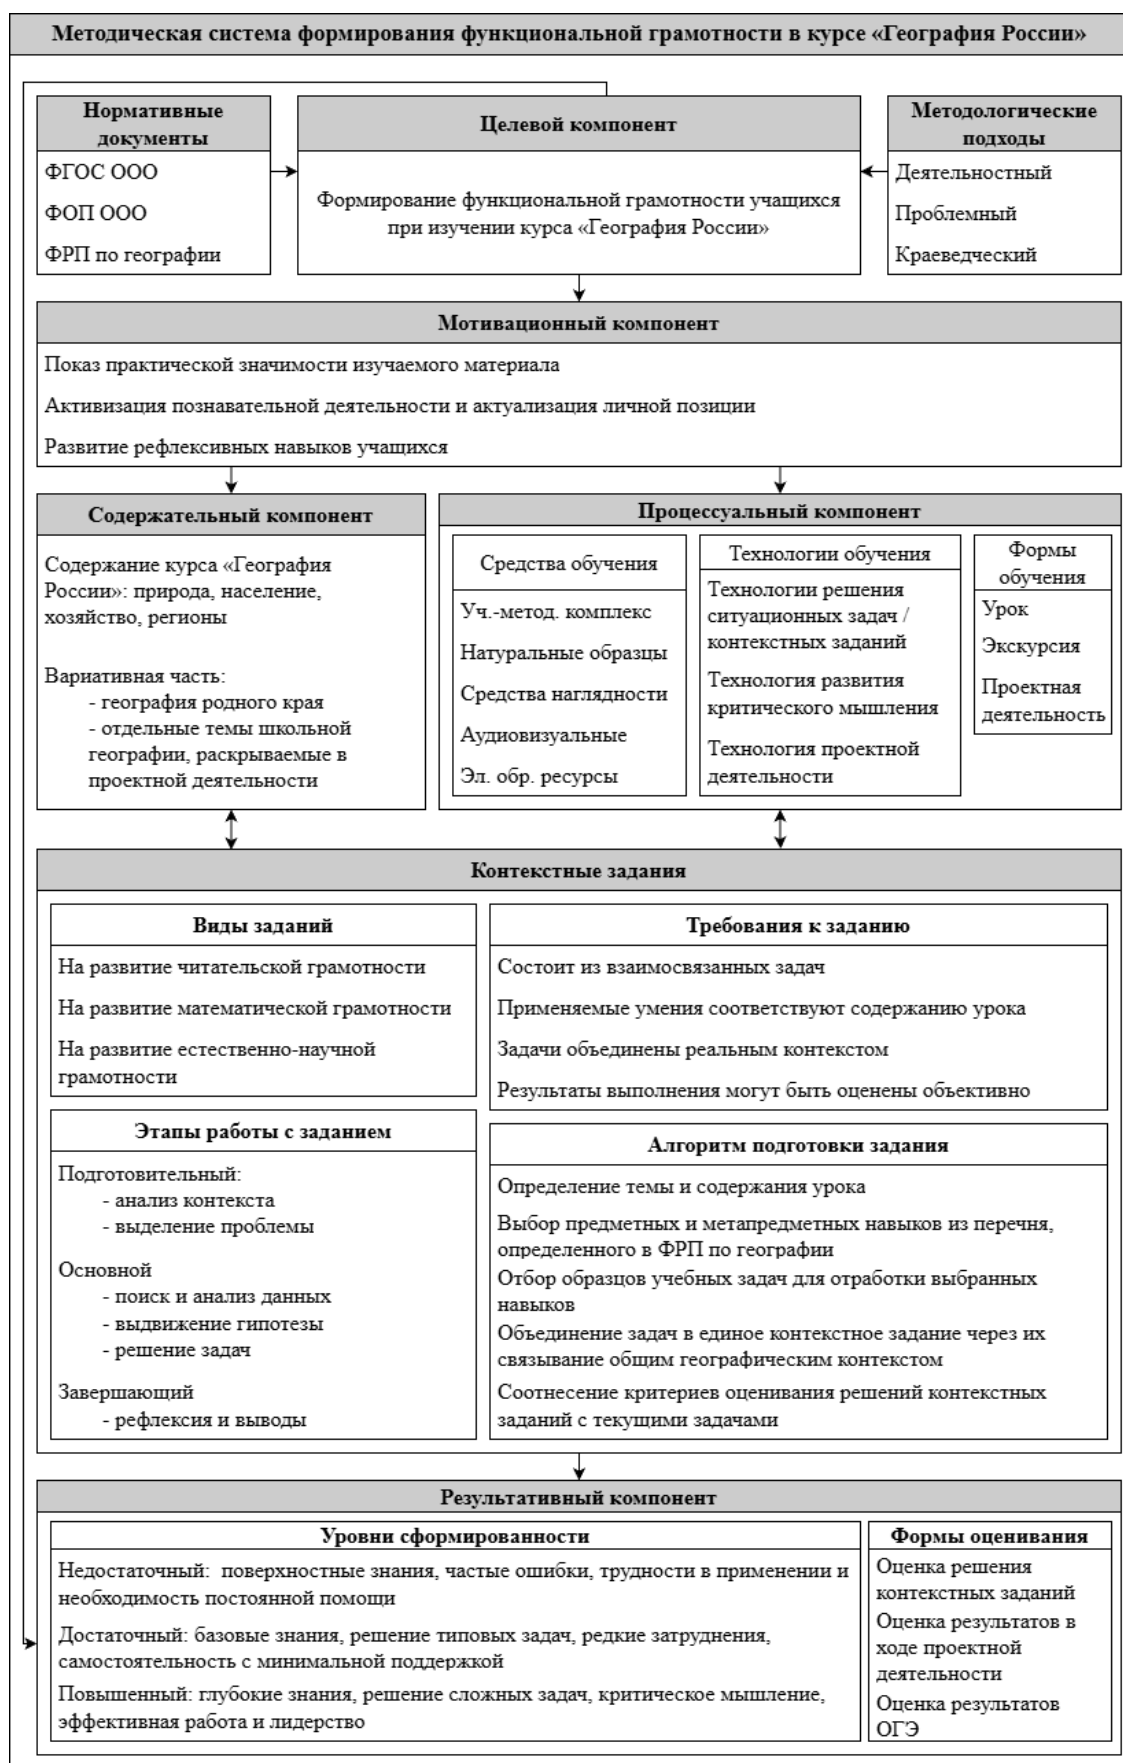 Методическая система формирования функциональной грамотности в курсе «География России»
Нормативные
документы
ФГОС ООО
ФОП ООО
ФРП по географии
Целевой компонент
Формирование функциональной грамотности учащихся
при изучении курса «География России»
Методологические
подходы
Деятельностный
Проблемный
Краеведческий
Мотивационный компонент
Показ практической значимости изучаемого материала
Активизация познавательной деятельности и актуализация личной позиции
Развитие рефлексивных навыков учащихся
Содержательный компонент
Содержание курса «География
России»: природа, население,
хозяйство, регионы
Вариативная часть:
- география родного края
- отдельные темы школьной
географии, раскрываемые в
проектной деятельности
Процессуальный компонент
Средства обучения
Уч.-метод. комплекс
Натуральные образцы
Средства наглядности
Аудиовизуальные
Эл. обр. ресурсы
Технологии обучения
Технологии решения
ситуационных задач /
контекстных заданий
Технология развития
критического мышления
Технология проектной
деятельности
Формы
обучения
Урок
Экскурсия
Проектная
деятельность
Контекстные задания
Виды заданий
На развитие читательской грамотности
На развитие математической грамотности
На развитие естественно-научной
грамотности
Требования к заданию
Состоит из взаимосвязанных задач
Применяемые умения соответствуют содержанию урока
Задачи объединены реальным контекстом
Результаты выполнения могут быть оценены объективно
Этапы работы с заданием
Подготовительный:
- анализ контекста
- выделение проблемы
Основной
- поиск и анализ данных
- выдвижение гипотезы
- решение задач
Завершающий
- рефлексия и выводы
Алгоритм подготовки задания
Определение темы и содержания урока
Выбор предметных и метапредметных навыков из перечня,
определенного в ФРП по географии
Отбор образцов учебных задач для отработки выбранных
навыков
Объединение задач в единое контекстное задание через их
связывание общим географическим контекстом
Соотнесение критериев оценивания решений контекстных
заданий с текущими задачами
Результативный компонент
Уровни сформированности
Недостаточный: поверхностные знания, частые ошибки, трудности в применении и
необходимость постоянной помощи
Достаточный: базовые знания, решение типовых задач, редкие затруднения,
самостоятельность с минимальной поддержкой
Повышенный: глубокие знания, решение сложных задач, критическое мышление,
эффективная работа и лидерство
Формы оценивания
Оценка решения
контекстных заданий
Оценка результатов в
ходе проектной
деятельности
Оценка результатов
ОГЭ